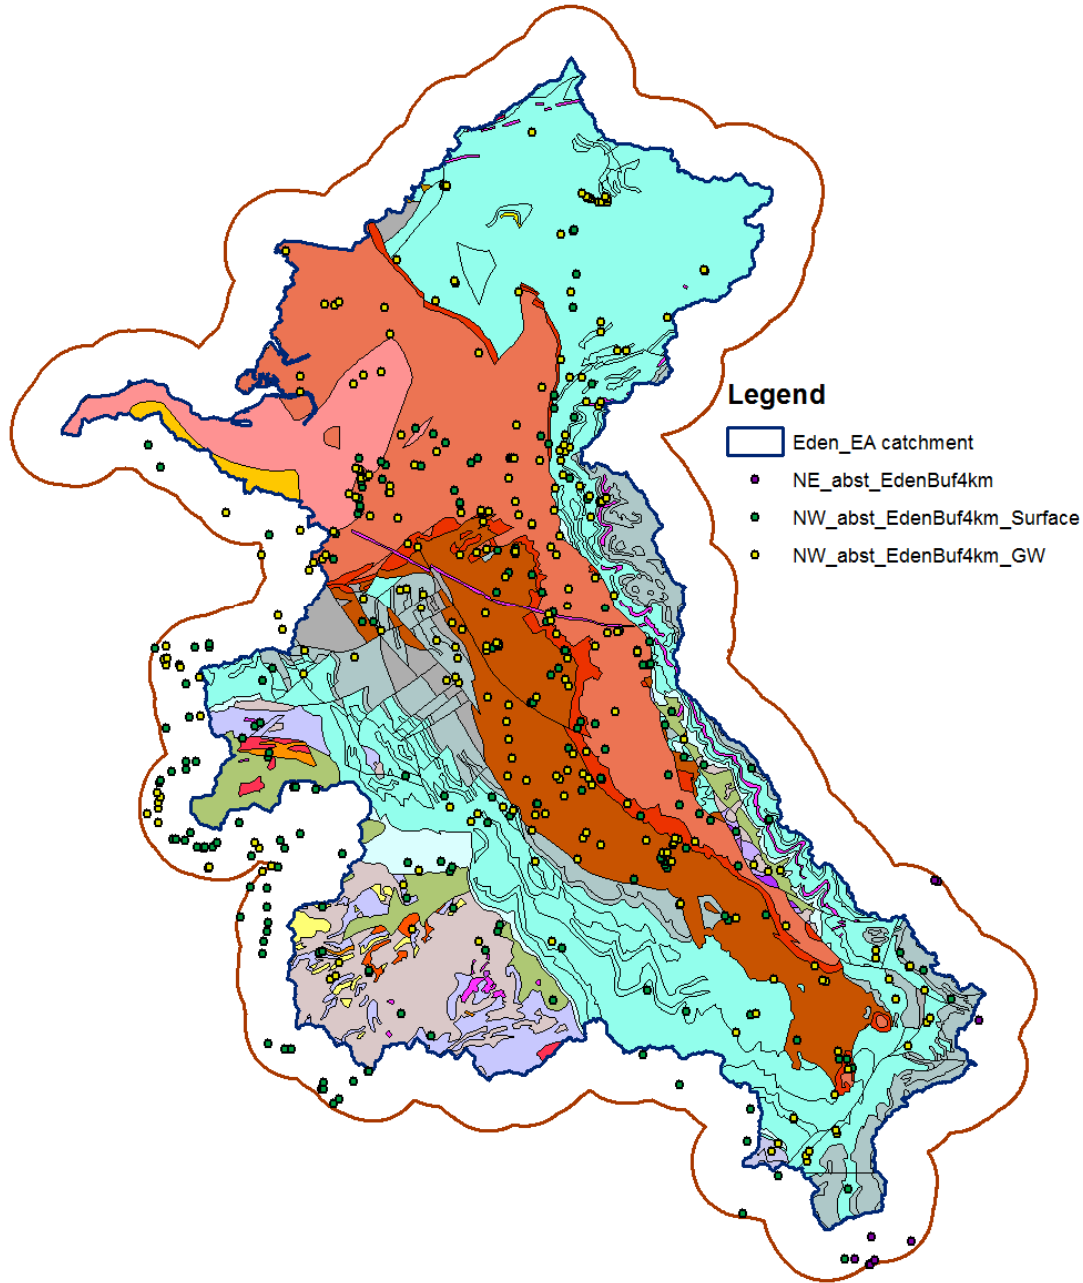 Legend
Eden_EA catchment
NE_abst_EdenBuf4km
NW_abst_EdenBuf4km_Surface
NW_abst_EdenBuf4km_GW